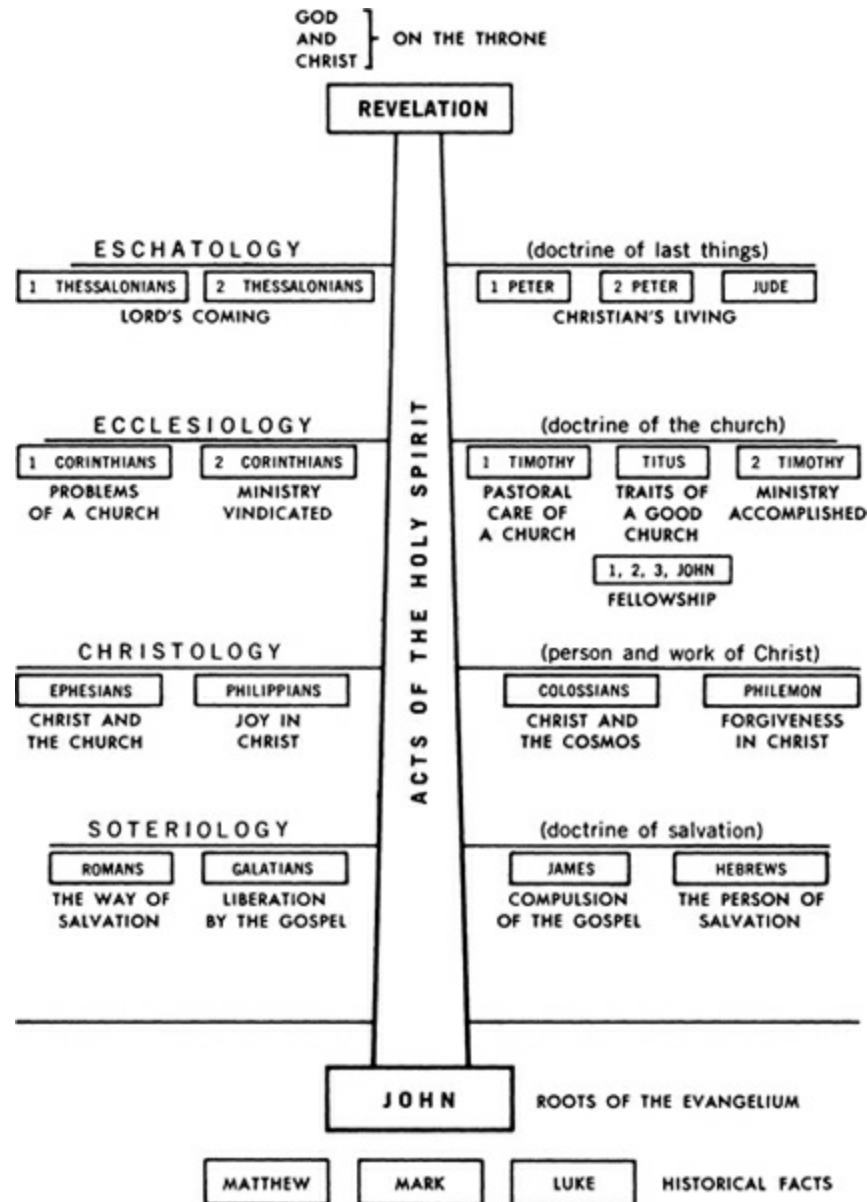 GOD
AND
CHRIST
ON THE THRONE
REVELATION
ESCHATOLOGY (doctrine of last things)
1 THESSALONIANS 2 THESSALONIANS 1 PETER 2 PETER JUDE
LORD'S COMING CHRISTIAN'S LIVING
ACTS OF THE HOLY SPIRIT
ECCLESIOLOGY (doctrine of the church)
1 CORINTHIANS 2 CORINTHIANS 1 TIMOTHY TITUS 2 TIMOTHY
PROBLEMS MINISTRY PASTORAL TRAITS OF MINISTRY
OF A CHURCH VINDICATED CARE OF A GOOD ACCOMPLISHED
A CHURCH CHURCH
1, 2, 3, JOHN
FELLOWSHIP
CHRISTOLOGY (person and work of Christ)
EPHESIANS PHILIPPIANS COLOSSIANS PHILEMON
CHRIST AND JOY IN CHRIST AND FORGIVENESS
THE CHURCH CHRIST THE COSMOS IN CHRIST
SOTERIOLOGY (doctrine of salvation)
ROMANS GALATIANS JAMES HEBREWS
THE WAY OF LIBERATION COMPULSION THE PERSON OF
SALVATION BY THE GOSPEL OF THE GOSPEL SALVATION
JOHN ROOTS OF THE EVANGELIUM
MATTHEW MARK LUKE HISTORICAL FACTS